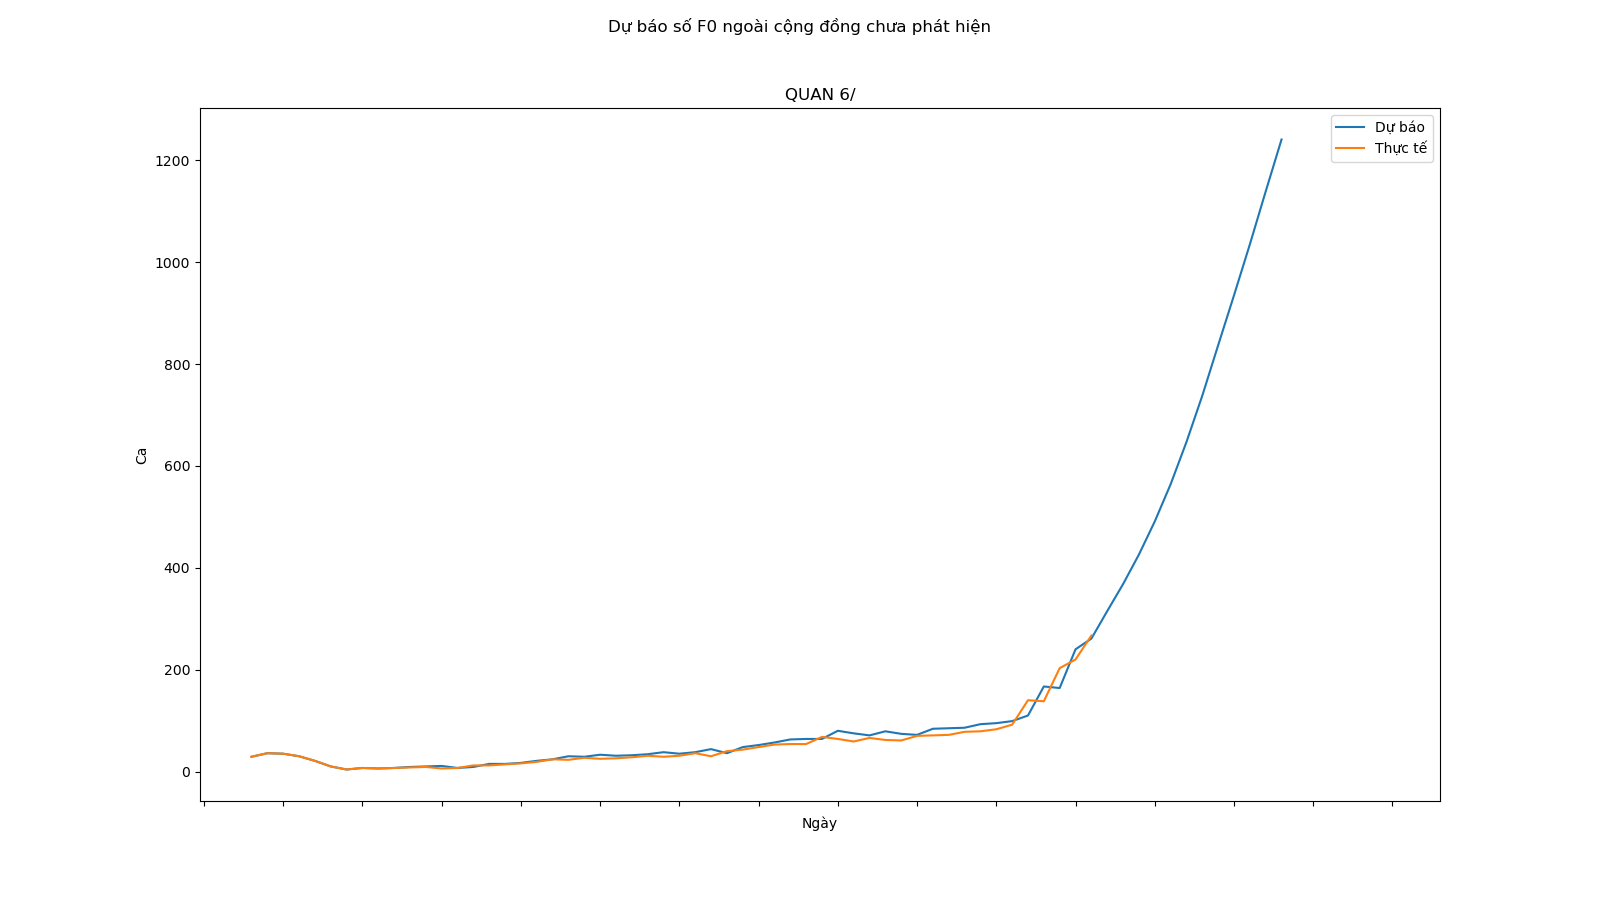 Dự báo số F0 ngoài cộng đồng chưa phát hiện
QUAN 6/
Dự báo
Thực tế
1200
1000
800
600
400
200
0
Ca
Ngày